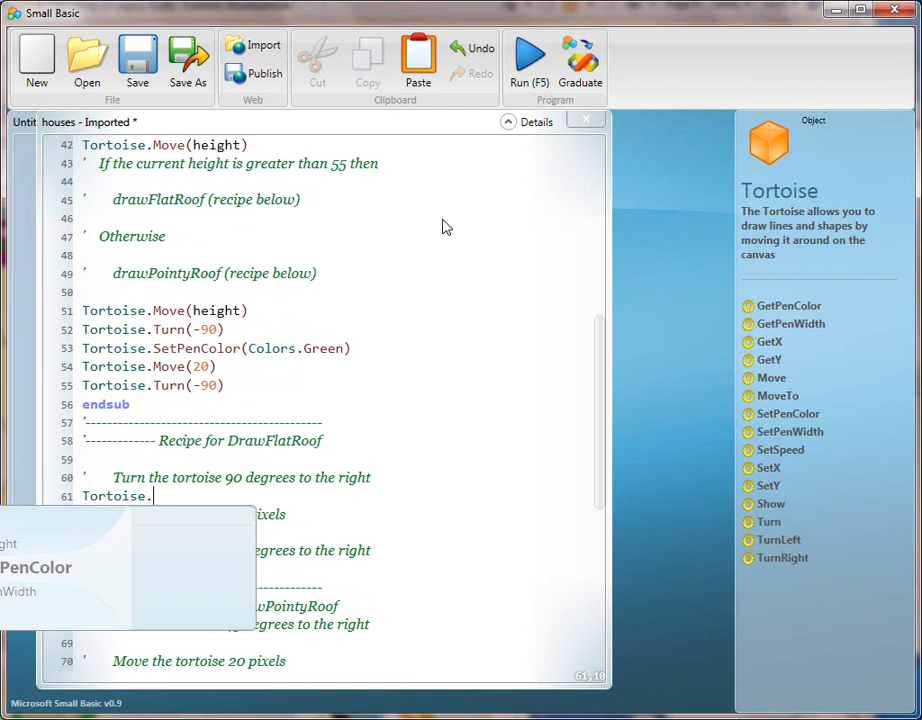 Small Basic
New
Open
Save
Save As
Import
Publish
Cut
Copy
Paste
Undo
Redo
Run (F5)
Graduate
File
Web
Clipboard
Program
Untit
houses - Imported *
Details
42 Tortoise.Move(height)
43 ' If the current height is greater than 55 then
44
45 ' drawFlatRoof (recipe below)
46
47 ' Otherwise
48
49 ' drawPointyRoof (recipe below)
50
51 Tortoise.Move(height)
52 Tortoise.Turn(-90)
53 Tortoise.SetPenColor(Colors.Green)
54 Tortoise.Move(20)
55 Tortoise.Turn(-90)
56 endsub
57 '-----------------------------------------
58 '------------ Recipe for DrawFlatRoof
59
60 ' Turn the tortoise 90 degrees to the right
61 Tortoise.
pixels
ght
egrees to the right
PenColor
nWidth
wPointyRoof
egrees to the right
69
70 ' Move the tortoise 20 pixels
61,10
Object
Tortoise
The Tortoise allows you to
draw lines and shapes by
moving it around on the
canvas
GetPenColor
GetPenWidth
GetX
GetY
Move
MoveTo
SetPenColor
SetPenWidth
SetSpeed
SetX
SetY
Show
Turn
TurnLeft
TurnRight
Microsoft Small Basic v0.9